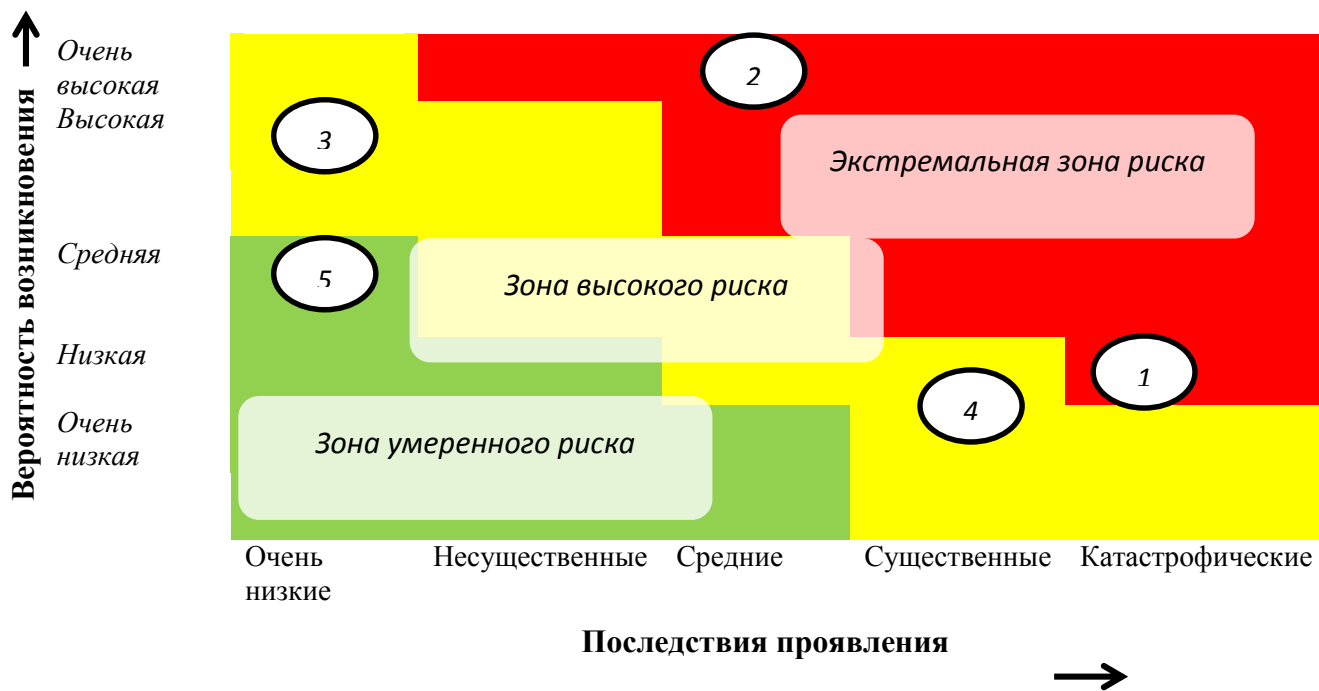 Вероятность возникновения
Очень
высокая
Высокая
Средняя
Низкая
Очень
низкая
2
3
Экстремальная зона риска
5
Зона высокого риска
1
4
Зона умеренного риска
Очень
низкие
Несущественные
Средние
Существенные
Катастрофические
Последствия проявления